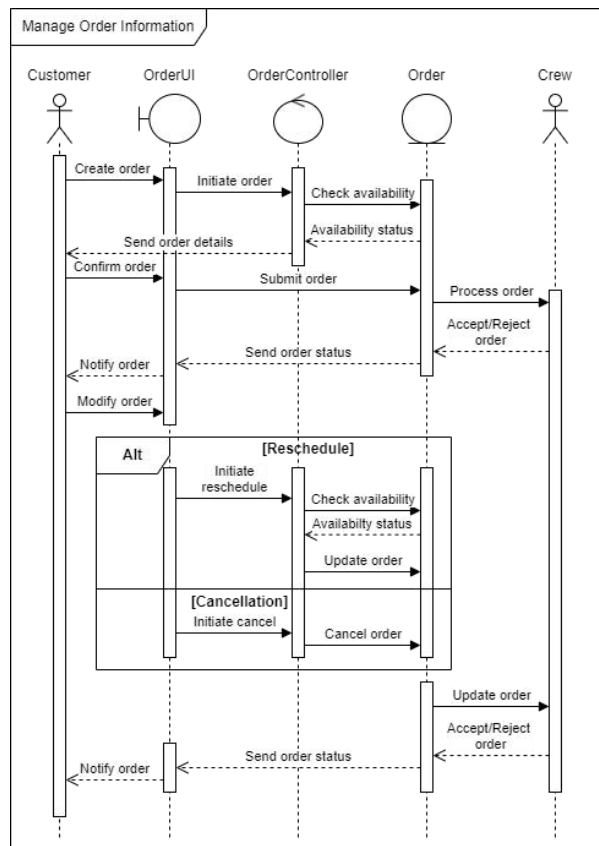 Manage Order Information
Customer
OrderUI
OrderController
Order
Crew
Create order
Initiate order
Check availability
Availability status
Send order details
Confirm order
Submit order
Process order
Accept/Reject
order
Send order status
Notify order
Modify order
Alt
[Reschedule]
Initiate
reschedule
Check availability
Availabilty status
Update order
[Cancellation]
Initiate cancel
Cancel order
Update order
Accept/Reject
order
Send order status
Notify order